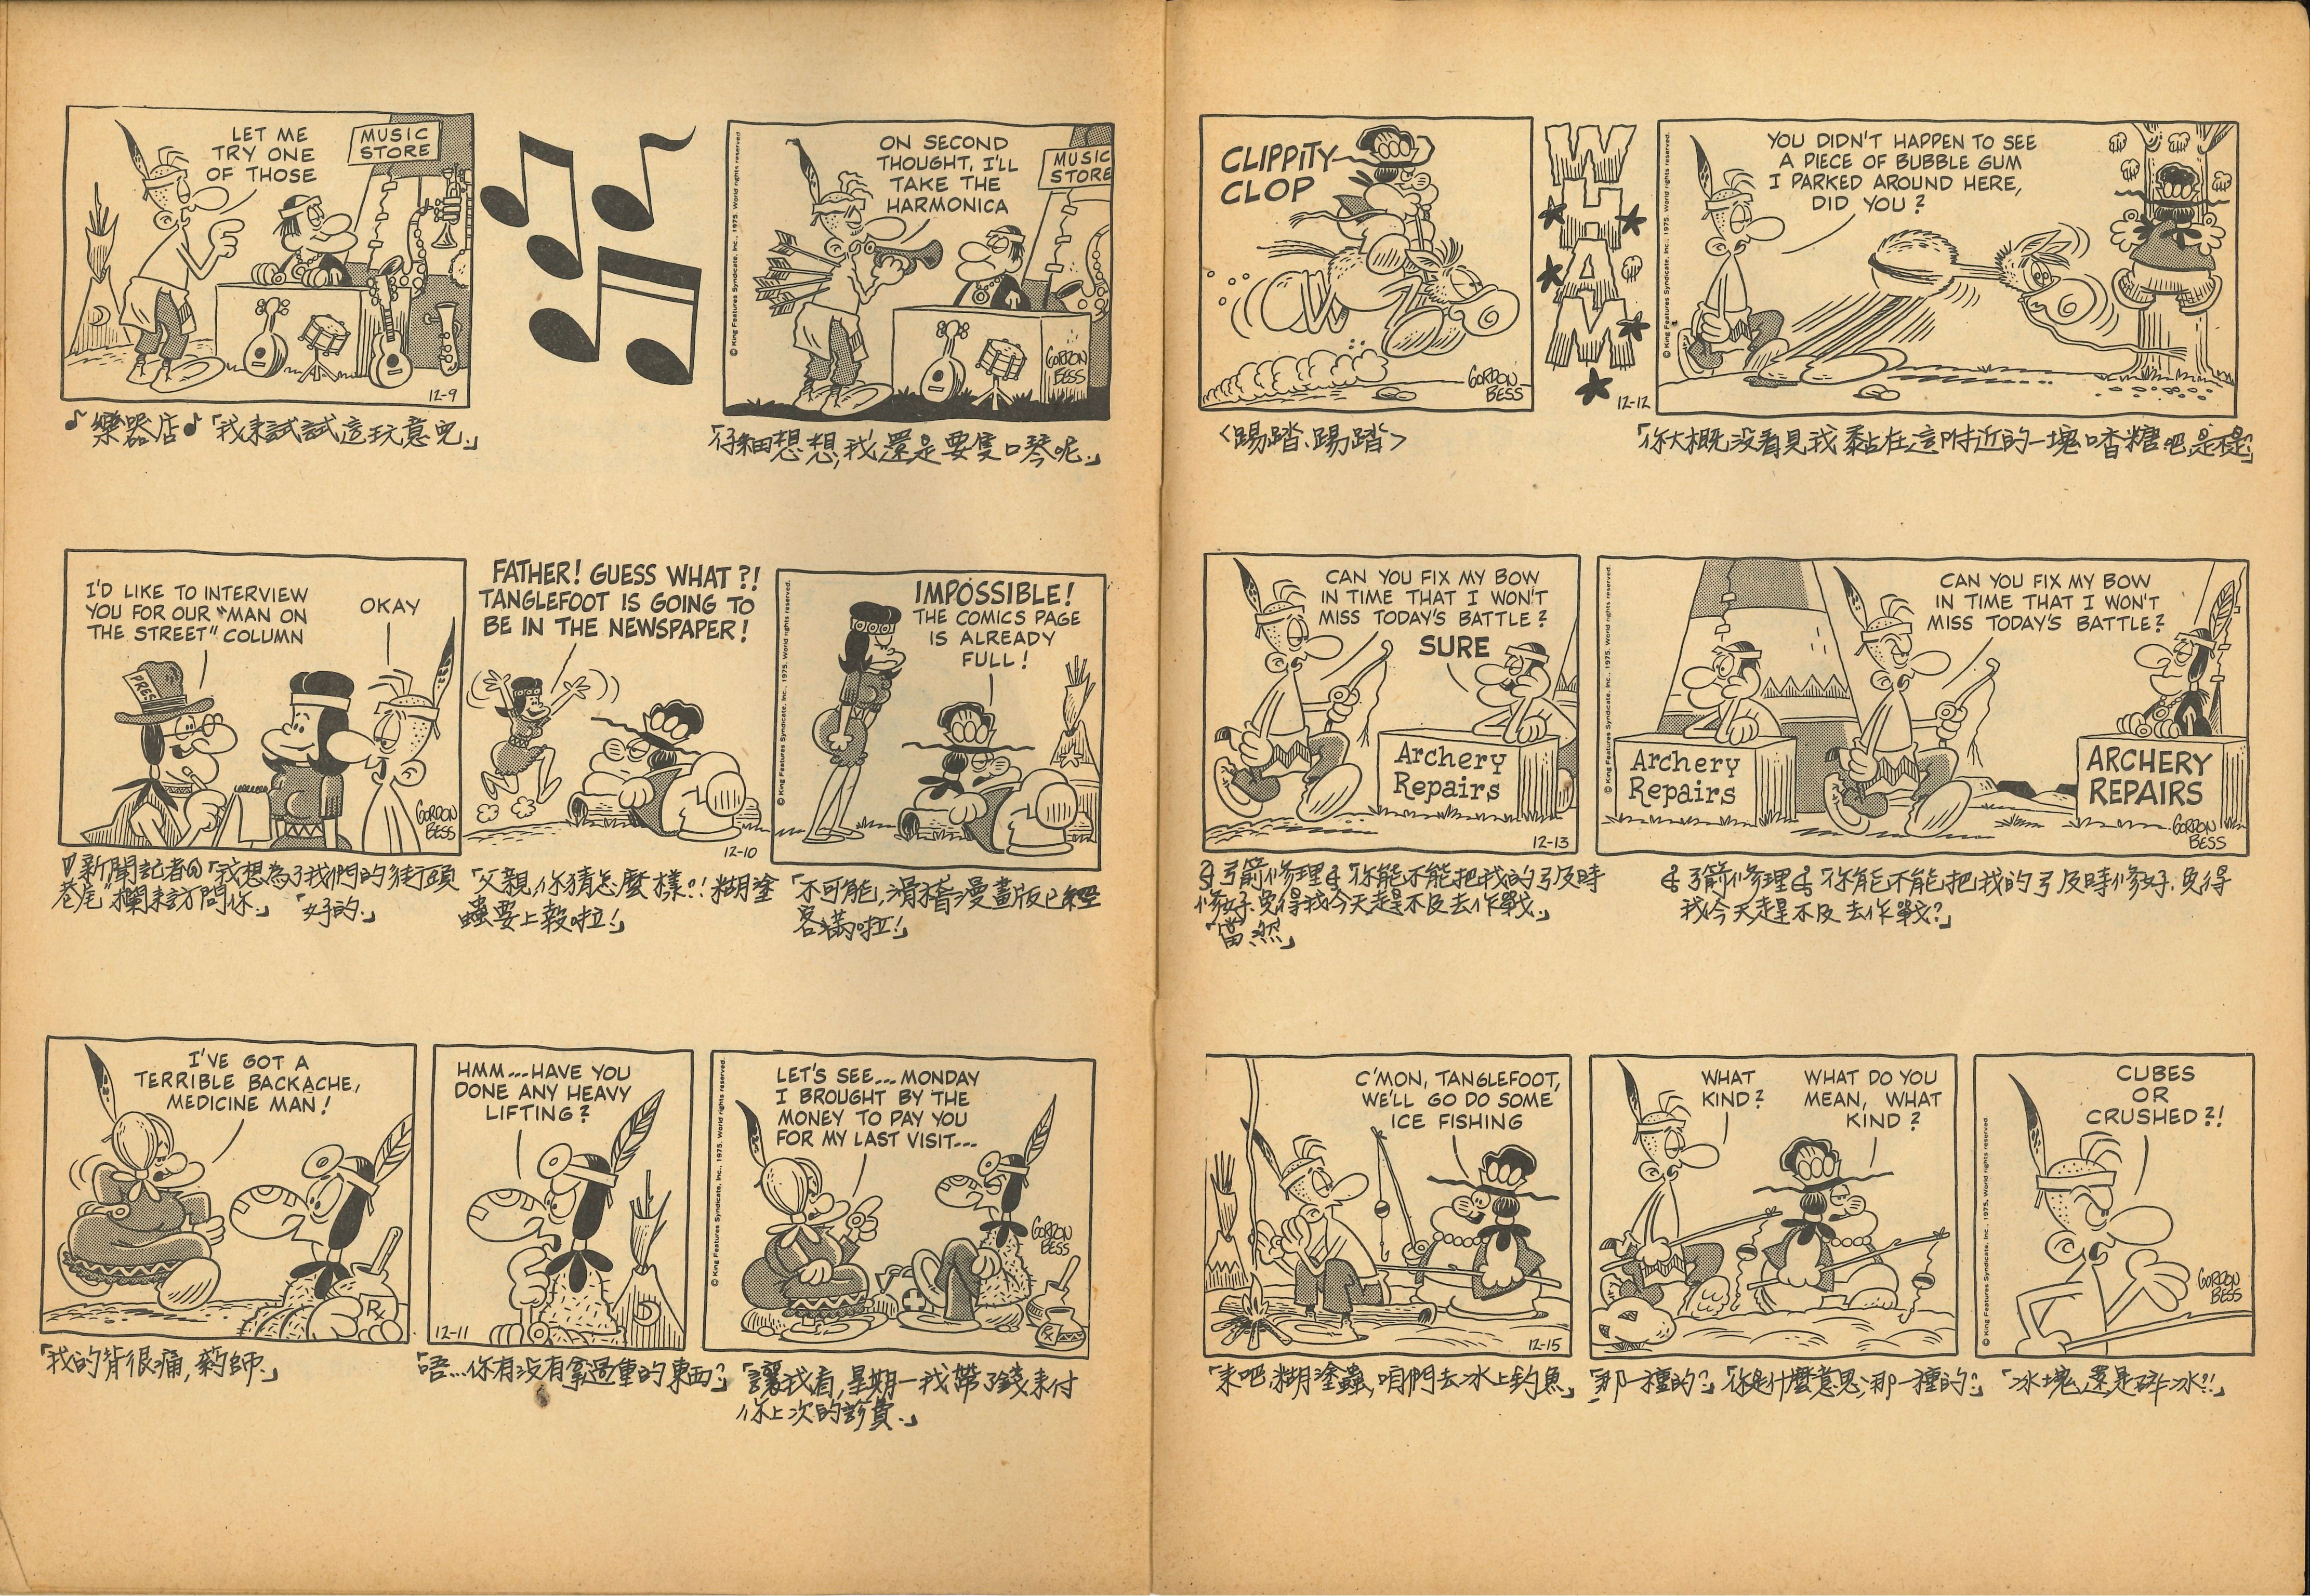 LET ME
TRY ONE
OF THOSE
MUSIC
STORE
12-9
ON SECOND
THOUGHT, I'LL
TAKE THE
HARMONICA
MUSIC
STORE
© King Features Syndicate, Inc., 1975. World rights reserved.
GORDON
BESS
♪樂器店♪「我來試試這玩意兒.」
「仔細想想,我還是要隻口琴呢.」
I'D LIKE TO INTERVIEW
YOU FOR OUR "MAN ON
THE STREET" COLUMN
OKAY
PRESS
GORDON
BESS
FATHER! GUESS WHAT?!
TANGLEFOOT IS GOING TO
BE IN THE NEWSPAPER!
12-10
IMPOSSIBLE!
THE COMICS PAGE
IS ALREADY
FULL!
© King Features Syndicate, Inc., 1975. World rights reserved.
新聞記者「我想為了我們的"街頭
巷尾"欄來訪問你.」「好的.」
「父親,你猜怎麼樣?!糊塗
蟲要上報啦!」
「不可能,滑稽漫畫版已經
客滿啦!」
I'VE GOT A
TERRIBLE BACKACHE,
MEDICINE MAN!
Rx
HMM...HAVE YOU
DONE ANY HEAVY
LIFTING?
12-11
LET'S SEE...MONDAY
I BROUGHT BY THE
MONEY TO PAY YOU
FOR MY LAST VISIT...
© King Features Syndicate, Inc., 1975. World rights reserved.
GORDON
BESS
「我的背很痛,藥師.」
「唔...你有沒有拿過重的東西?」
「讓我看,星期一我帶了錢來付
你上次的診費.」
CLIPPITY
CLOP
GORDON
BESS
WHAM
12-12
YOU DIDN'T HAPPEN TO SEE
A PIECE OF BUBBLE GUM
I PARKED AROUND HERE,
DID YOU?
© King Features Syndicate, Inc., 1975. World rights reserved.
〈踢踏、踢踏〉
「你大概沒看見我黏在這附近的一塊口香糖吧,是不是?」
CAN YOU FIX MY BOW
IN TIME THAT I WON'T
MISS TODAY'S BATTLE?
SURE
Archery
Repairs
12-13
CAN YOU FIX MY BOW
IN TIME THAT I WON'T
MISS TODAY'S BATTLE?
Archery
Repairs
ARCHERY
REPAIRS
© King Features Syndicate, Inc., 1975. World rights reserved.
GORDON
BESS
弓箭修理「你能不能把我的弓及時
修好,免得我今天趕不及去作戰.」
「當然」
弓箭修理「你能不能把我的弓及時修好,免得
我今天趕不及去作戰?」
C'MON, TANGLEFOOT,
WE'LL GO DO SOME
ICE FISHING
12-15
WHAT
KIND?
WHAT DO YOU
MEAN, WHAT
KIND?
CUBES
OR
CRUSHED?!
© King Features Syndicate, Inc., 1975. World rights reserved.
GORDON
BESS
「來吧,糊塗蟲,咱們去冰上釣魚」
「那一種的?」「你是什麼意思,那一種的?」
「冰塊,還是碎冰?!」